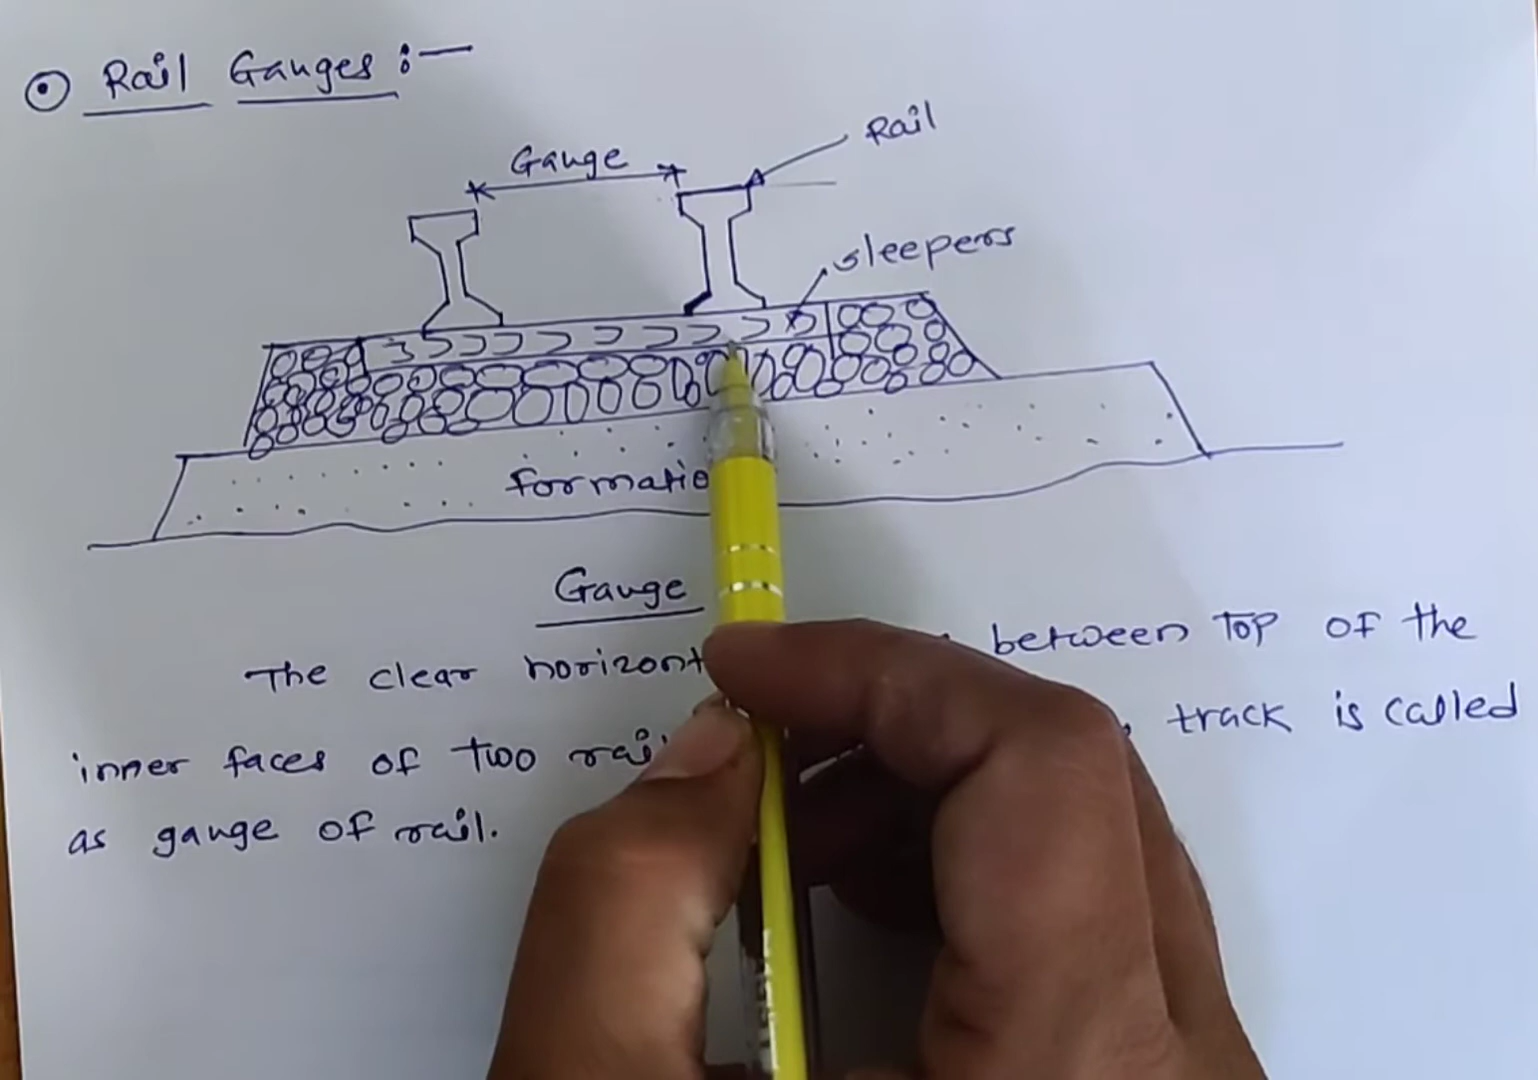 Rail Gauges :-
Gauge
Rail
sleepers
formatio
Gauge
The clear horizont between Top of the
inner faces of two rail track is called
as gauge of rail.